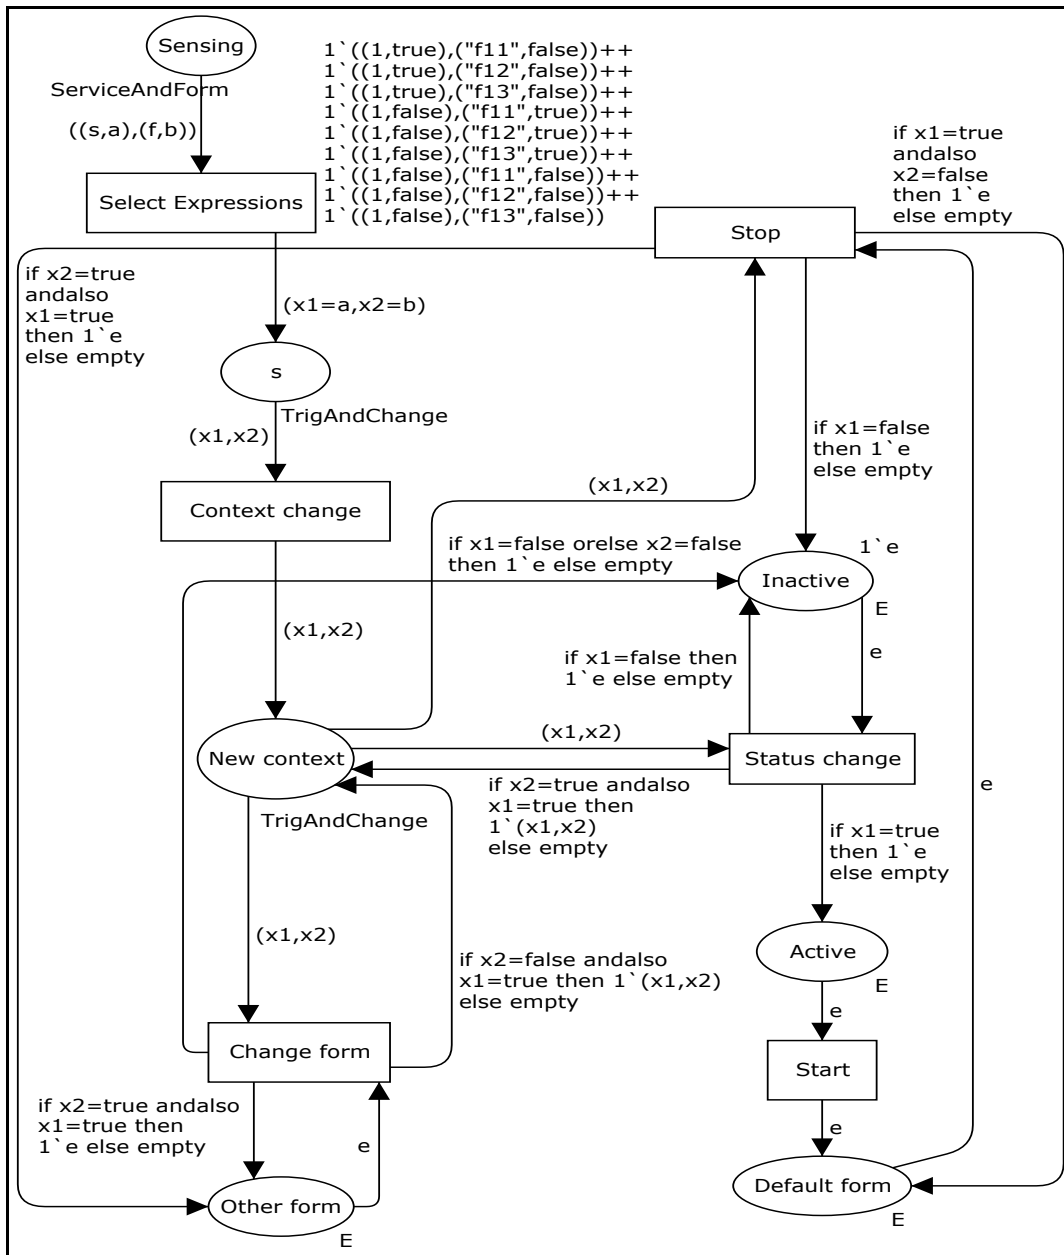 Sensing
ServiceAndForm
((s,a),(f,b))
Select Expressions
1`((1,true),("f11",false))++
1`((1,true),("f12",false))++
1`((1,true),("f13",false))++
1`((1,false),("f11",true))++
1`((1,false),("f12",true))++
1`((1,false),("f13",true))++
1`((1,false),("f11",false))++
1`((1,false),("f12",false))++
1`((1,false),("f13",false))
if x1=true
andalso
x2=false
then 1`e
else empty
Stop
if x2=true
andalso
x1=true
then 1`e
else empty
(x1=a,x2=b)
s
TrigAndChange
(x1,x2)
Context change
(x1,x2)
if x1=false
then 1`e
else empty
if x1=false orelse x2=false
then 1`e else empty
1`e
Inactive
E
(x1,x2)
if x1=false then
1`e else empty
e
New context
TrigAndChange
(x1,x2)
Status change
if x2=true andalso
x1=true then
1`(x1,x2)
else empty
e
if x1=true
then 1`e
else empty
(x1,x2)
if x2=false andalso
x1=true then 1`(x1,x2)
else empty
Active
E
e
Change form
Start
if x2=true andalso
x1=true then
1`e else empty
e
e
Other form
E
Default form
E